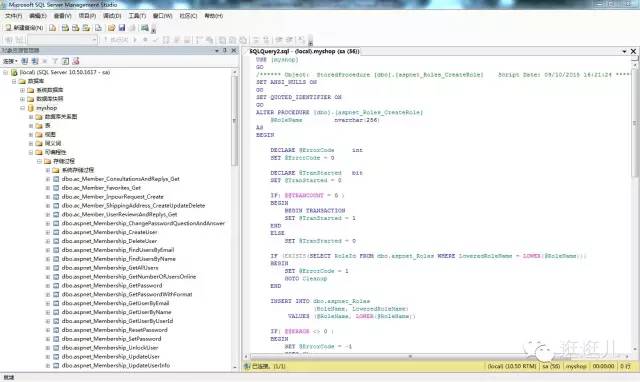 Microsoft SQL Server Management Studio
文件(F) 编辑(E) 查看(V) 项目(P) 调试(D) 工具(T) 窗口(W) 社区(C) 帮助(H)
新建查询(N)
对象资源管理器
连接
(local) (SQL Server 10.50.1617 - sa)
数据库
系统数据库
数据库快照
myshop
数据库关系图
表
视图
同义词
可编程性
存储过程
系统存储过程
dbo.ac_Member_ConsultationsAndReplys_Get
dbo.ac_Member_Favorites_Get
dbo.ac_Member_InpourRequest_Create
dbo.ac_Member_ShippingAddress_CreateUpdateDelete
dbo.ac_Member_UserReviewsAndReplys_Get
dbo.aspnet_Membership_ChangePasswordQuestionAndAnswer
dbo.aspnet_Membership_CreateUser
dbo.aspnet_Membership_DeleteUser
dbo.aspnet_Membership_FindUsersByEmail
dbo.aspnet_Membership_FindUsersByName
dbo.aspnet_Membership_GetAllUsers
dbo.aspnet_Membership_GetNumberOfUsersOnline
dbo.aspnet_Membership_GetPassword
dbo.aspnet_Membership_GetPasswordWithFormat
dbo.aspnet_Membership_GetUserByEmail
dbo.aspnet_Membership_GetUserByName
dbo.aspnet_Membership_GetUserByUserId
dbo.aspnet_Membership_ResetPassword
dbo.aspnet_Membership_SetPassword
dbo.aspnet_Membership_UnlockUser
dbo.aspnet_Membership_UpdateUser
dbo.aspnet_Membership_UpdateUserInfo
SQLQuery2.sql - (local).myshop (sa (56))
USE [myshop]
GO
/****** Object: StoredProcedure [dbo].[aspnet_Roles_CreateRole] Script Date: 09/10/2015 16:21:24 *****
SET ANSI_NULLS ON
GO
SET QUOTED_IDENTIFIER ON
GO
ALTER PROCEDURE [dbo].[aspnet_Roles_CreateRole]
@RoleName nvarchar(256)
AS
BEGIN
DECLARE @ErrorCode int
SET @ErrorCode = 0
DECLARE @TranStarted bit
SET @TranStarted = 0
IF( @@TRANCOUNT = 0 )
BEGIN
BEGIN TRANSACTION
SET @TranStarted = 1
END
ELSE
SET @TranStarted = 0
IF (EXISTS(SELECT RoleId FROM dbo.aspnet_Roles WHERE LoweredRoleName = LOWER(@RoleName)))
BEGIN
SET @ErrorCode = 1
GOTO Cleanup
END
INSERT INTO dbo.aspnet_Roles
(RoleName, LoweredRoleName)
VALUES (@RoleName, LOWER(@RoleName))
IF( @@ERROR <> 0 )
BEGIN
SET @ErrorCode = -1
逛逛儿
已连接。(1/1) (local) (10.50 RTM) sa (56) myshop 00:00:00 0 行
就绪